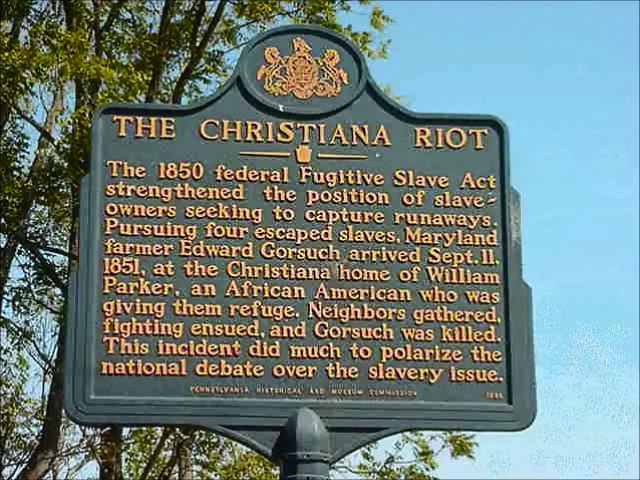 THE CHRISTIANA RIOT
The 1850 federal Fugitive Slave Act
strengthened the position of slave-
owners seeking to capture runaways.
Pursuing four escaped slaves, Maryland
farmer Edward Gorsuch arrived Sept. 11,
1851, at the Christiana home of William
Parker, an African American who was
giving them refuge. Neighbors gathered,
fighting ensued, and Gorsuch was killed.
This incident did much to polarize the
national debate over the slavery issue.
PENNSYLVANIA HISTORICAL AND MUSEUM COMMISSION